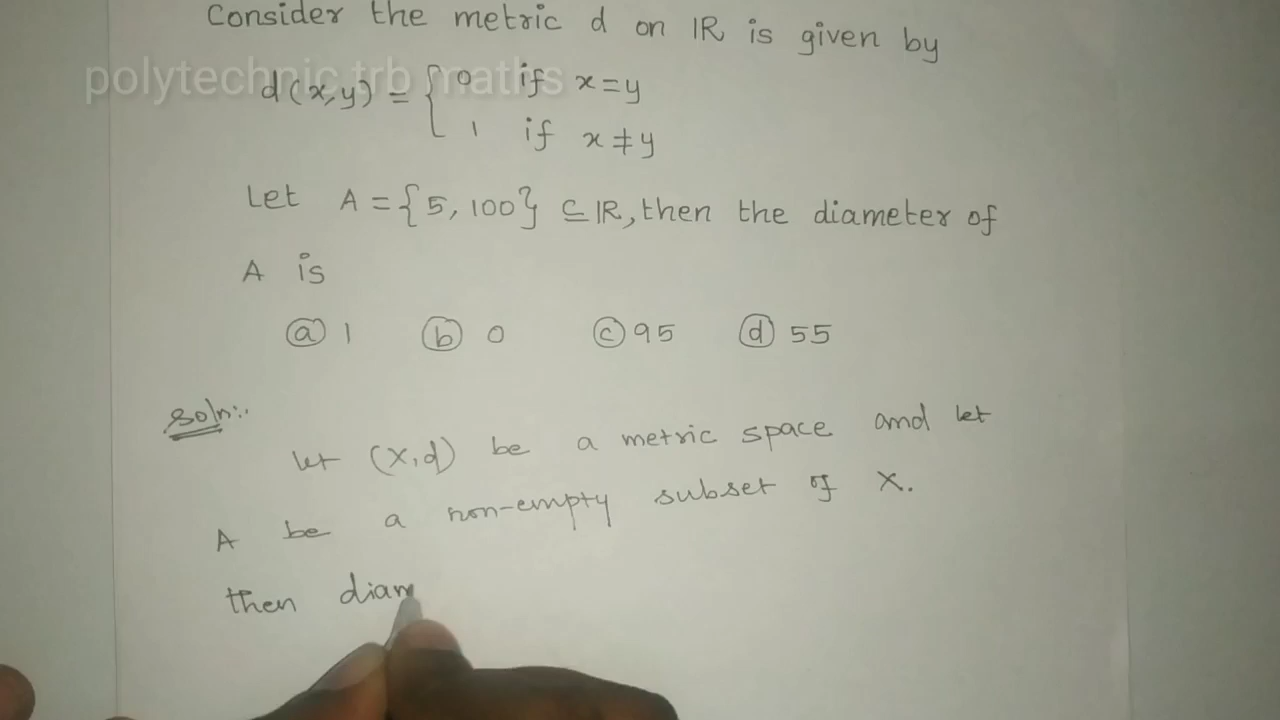 Consider the metric d on ℝ is given by
polytechnic trb maths
d(x,y) = { 0 if x=y
1 if x≠y
Let A = {5, 100} ⊆ ℝ, then the diameter of
A is
ⓐ 1 ⓑ 0 ⓒ 95 ⓓ 55
Soln:.
let (X,d) be a metric space and let
A be a non-empty subset of X.
then diam